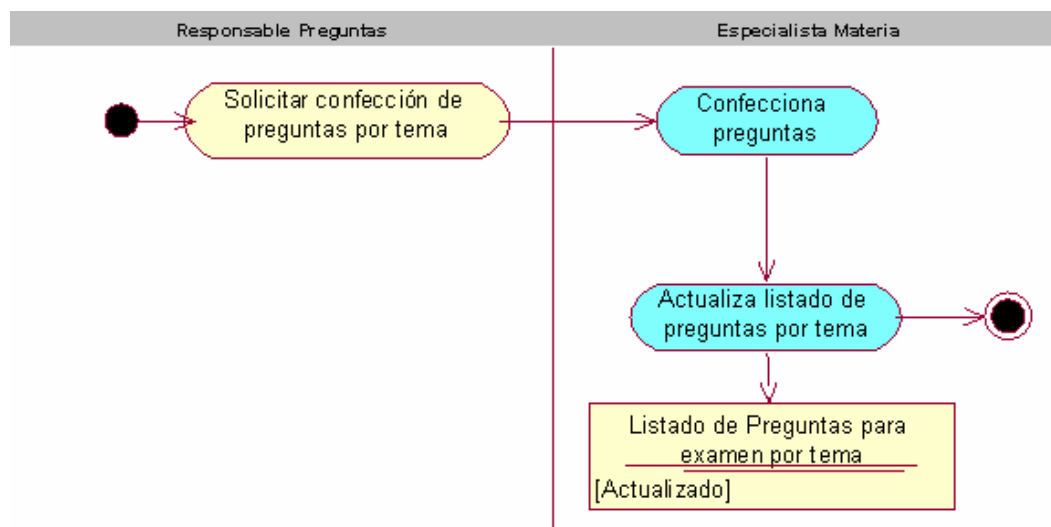 Responsable Preguntas
Especialista Materia
Solicitar confección de
preguntas por tema
Confecciona
preguntas
Actualiza listado de
preguntas por tema
Listado de Preguntas para
examen por tema
[Actualizado]